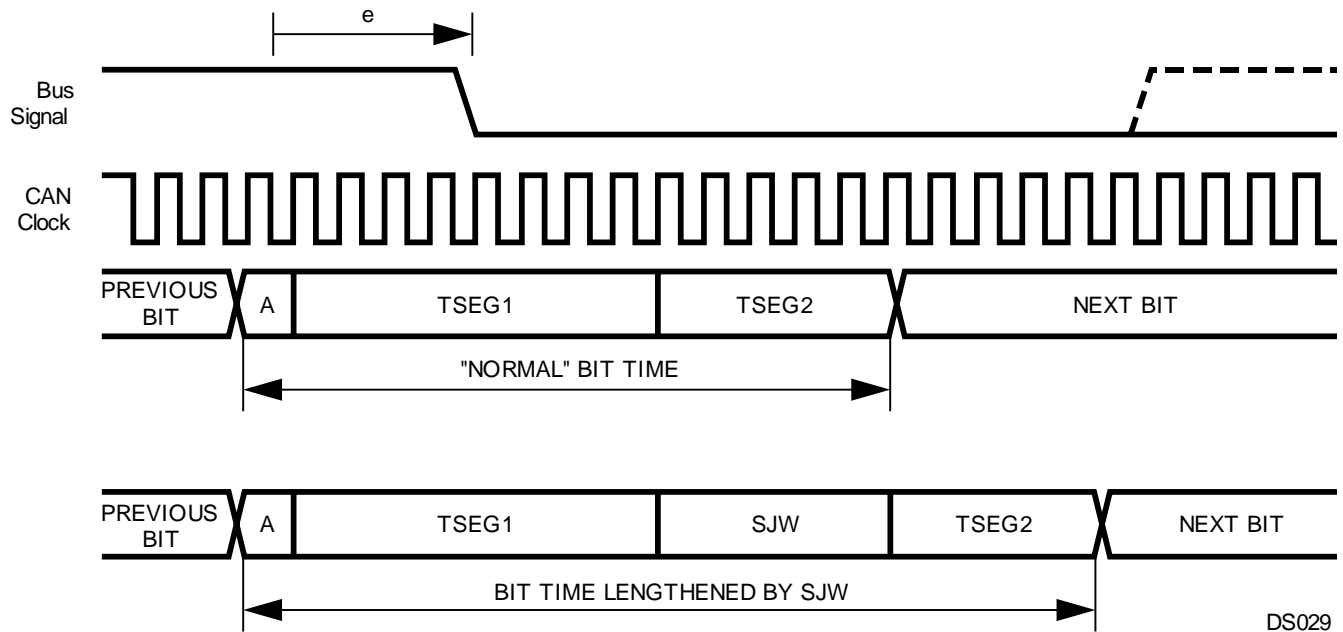 e
Bus
Signal
CAN
Clock
PREVIOUS
BIT
A
TSEG1
TSEG2
NEXT BIT
"NORMAL" BIT TIME
PREVIOUS
BIT
A
TSEG1
SJW
TSEG2
NEXT BIT
BIT TIME LENGTHENED BY SJW
DS029